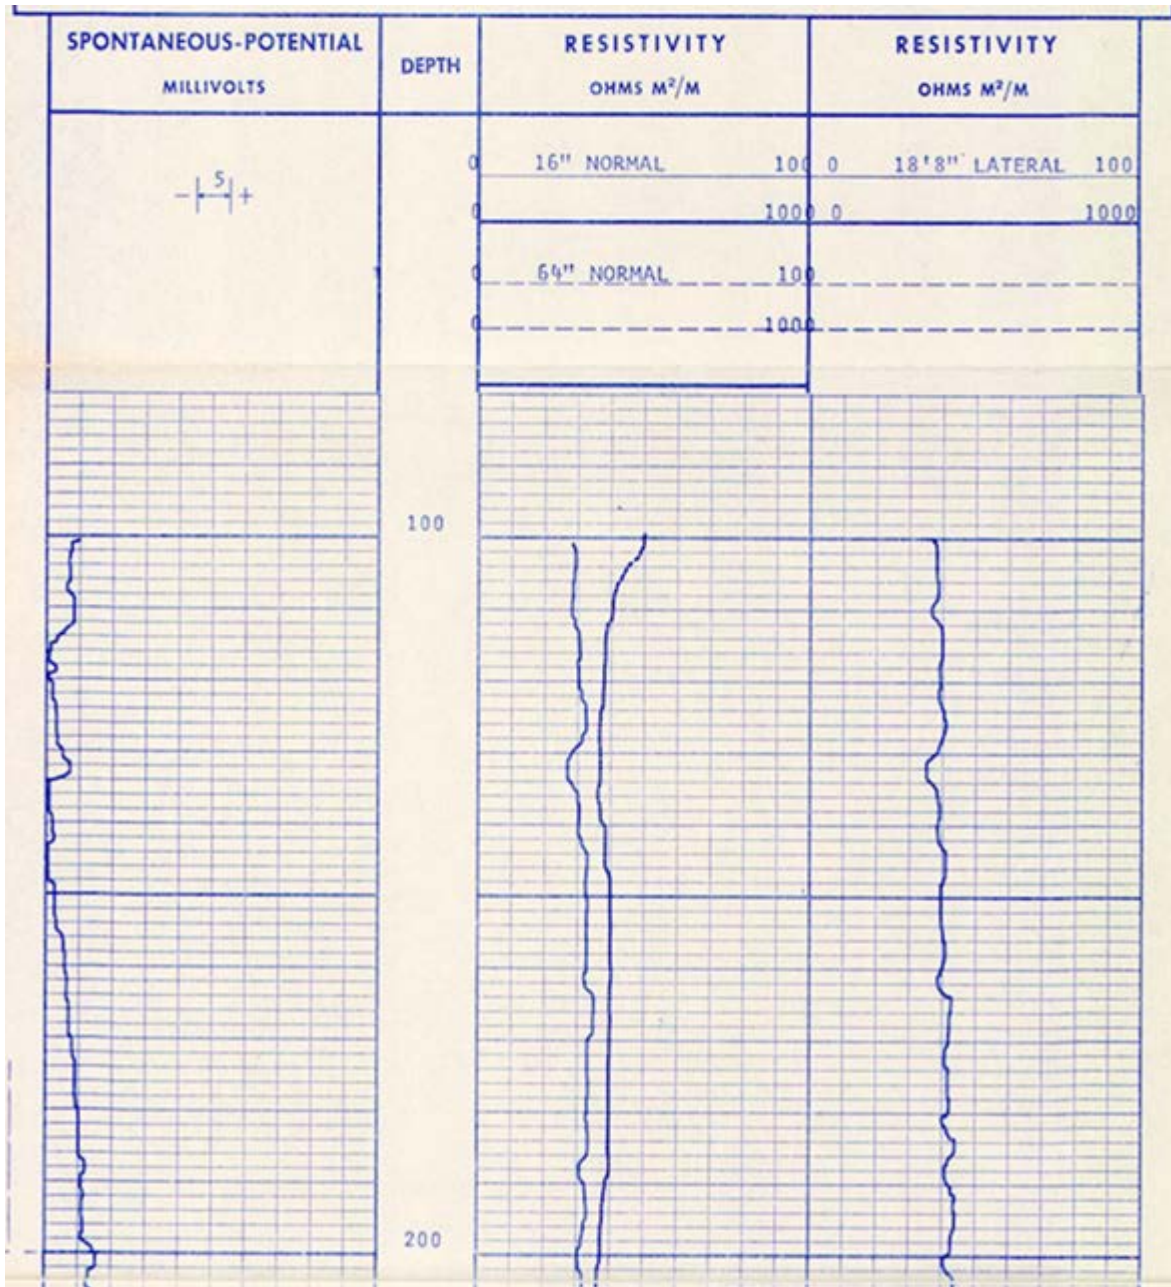 SPONTANEOUS-POTENTIAL
MILLIVOLTS
DEPTH
RESISTIVITY
OHMS M²/M
RESISTIVITY
OHMS M²/M
- 5 +
0 16" NORMAL 100
0 1000
0 64" NORMAL 100
0 1000
0 18'8" LATERAL 100
0 1000
100
200